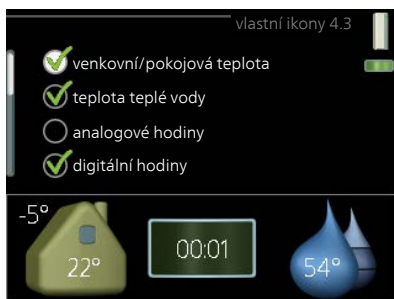 vlastní ikony 4.3
venkovní/pokojová teplota
teplota teplé vody
analogové hodiny
digitální hodiny
-5°
22°
00:01
54°